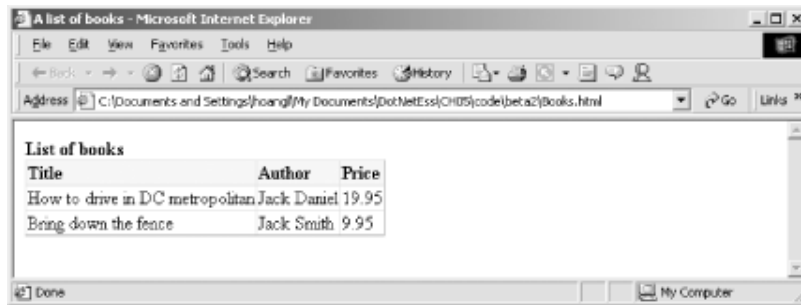 A list of books - Microsoft Internet Explorer
File Edit View Favorites Tools Help
Back Search Favorites History
Address C:\Documents and Settings\hoangl\My Documents\DotNetEss\CH05\code\beta2\Books.html Go Links »
List of books
Title Author Price
How to drive in DC metropolitan Jack Daniel 19.95
Bring down the fence Jack Smith 9.95
Done My Computer